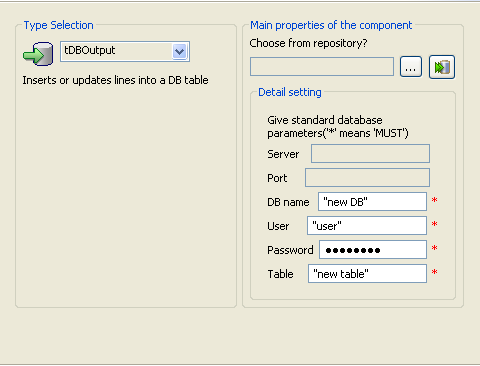 Type Selection
tDBOutput
Inserts or updates lines into a DB table
Main properties of the component
Choose from repository?
...
Detail setting
Give standard database
parameters('*' means 'MUST')
Server
Port
DB name "new DB" *
User "user" *
Password ●●●●●●●● *
Table "new table" *